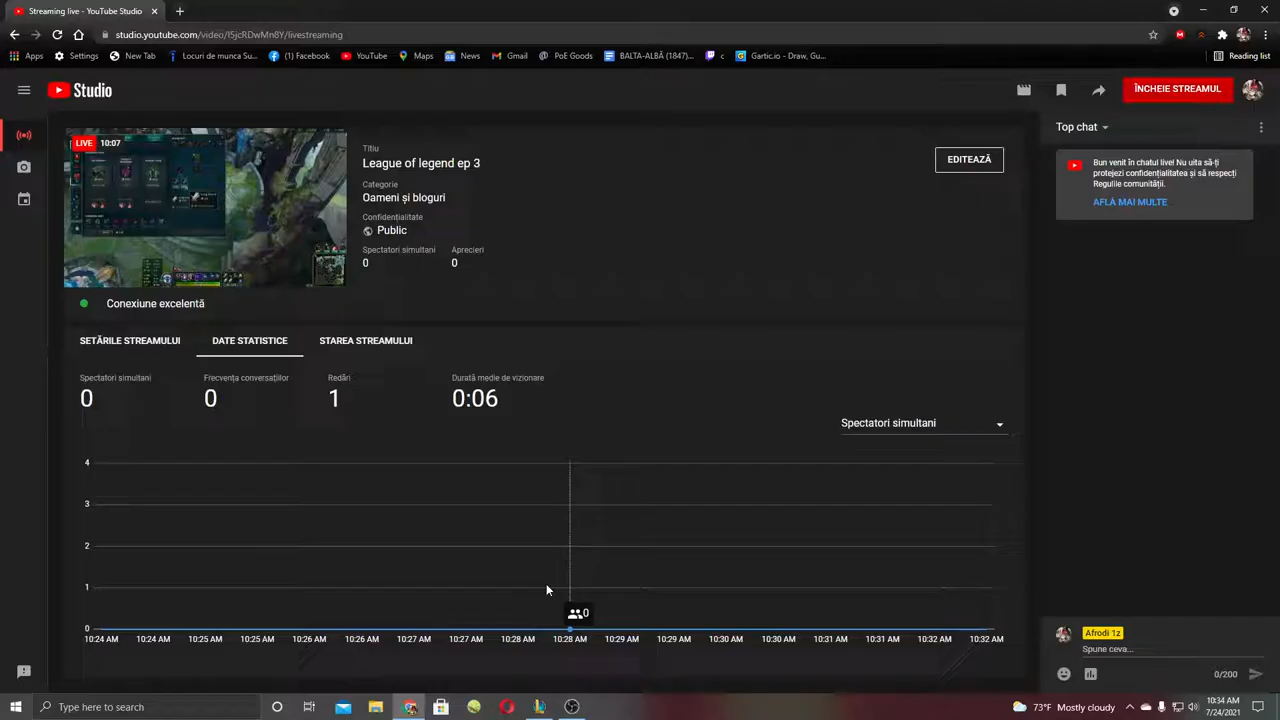 Streaming live - YouTube Studio
studio.youtube.com/video/I5jcRDwMn8Y/livestreaming
Apps
Settings
New Tab
Locuri de munca Su...
(1) Facebook
YouTube
Maps
News
Gmail
PoE Goods
BALTA-ALBĂ (1847)...
c
Gartic.io - Draw, Gu...
Reading list
Studio
ÎNCHEIE STREAMUL
LIVE 10:07
Titlu
League of legend ep 3
Categorie
Oameni și bloguri
Confidențialitate
Public
Spectatori simultani Aprecieri
0 0
EDITEAZĂ
Conexiune excelentă
SETĂRILE STREAMULUI DATE STATISTICE STAREA STREAMULUI
Spectatori simultani Frecvența conversațiilor Redări Durată medie de vizionare
0 0 1 0:06
Spectatori simultani
4
3
2
1
0
0
10:24 AM 10:24 AM 10:25 AM 10:25 AM 10:26 AM 10:26 AM 10:27 AM 10:27 AM 10:28 AM 10:28 AM 10:29 AM 10:29 AM 10:30 AM 10:30 AM 10:31 AM 10:31 AM 10:32 AM 10:32 AM
Top chat
Bun venit în chatul live! Nu uita să-ți
protejezi confidențialitatea și să respecți
Regulile comunității.
AFLĂ MAI MULTE
Afrodi 1z
Spune ceva...
0/200
Type here to search
73°F Mostly cloudy
10:34 AM
7/24/2021